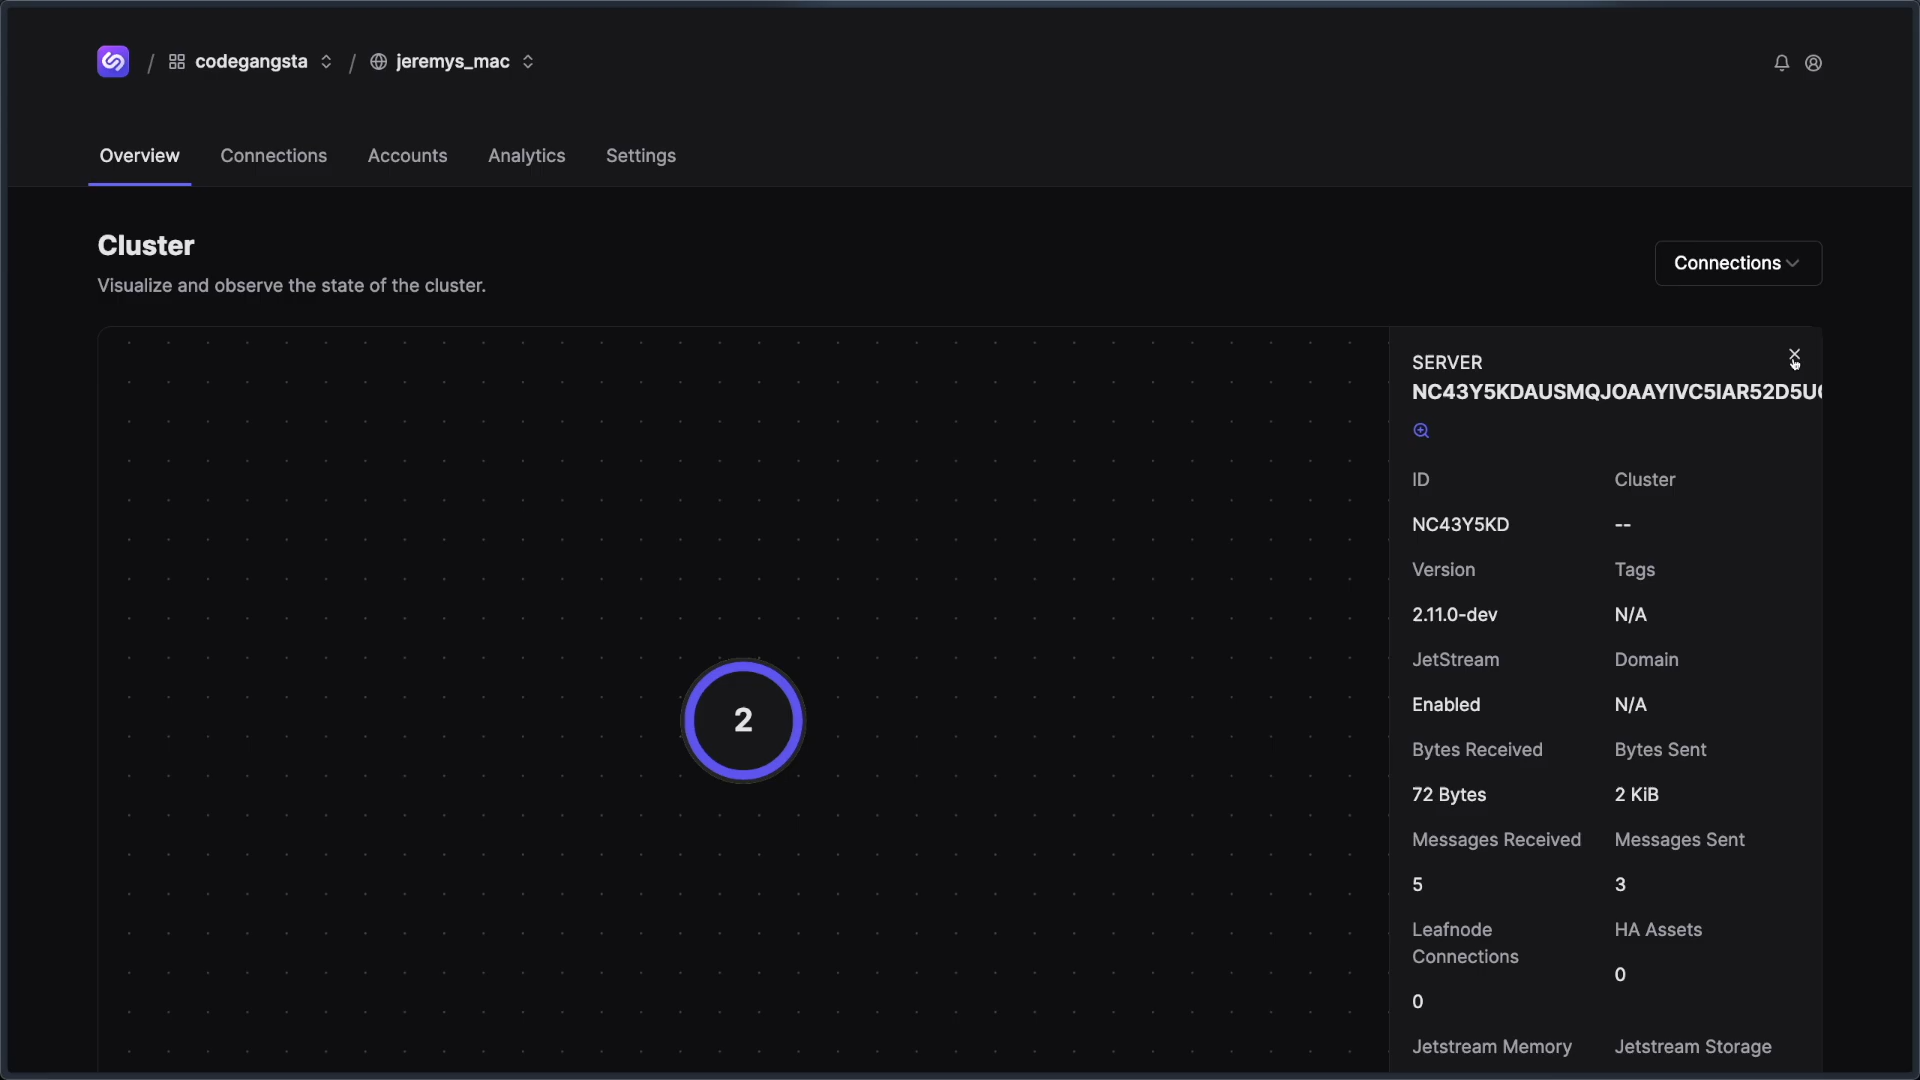 / codegangsta / jeremys_mac
Overview Connections Accounts Analytics Settings
Cluster
Visualize and observe the state of the cluster.
Connections
2
SERVER
NC43Y5KDAUSMQJOAAYIVC5IAR52D5U
ID Cluster
NC43Y5KD --
Version Tags
2.11.0-dev N/A
JetStream Domain
Enabled N/A
Bytes Received Bytes Sent
72 Bytes 2 KiB
Messages Received Messages Sent
5 3
Leafnode Connections HA Assets
0 0
Jetstream Memory Jetstream Storage